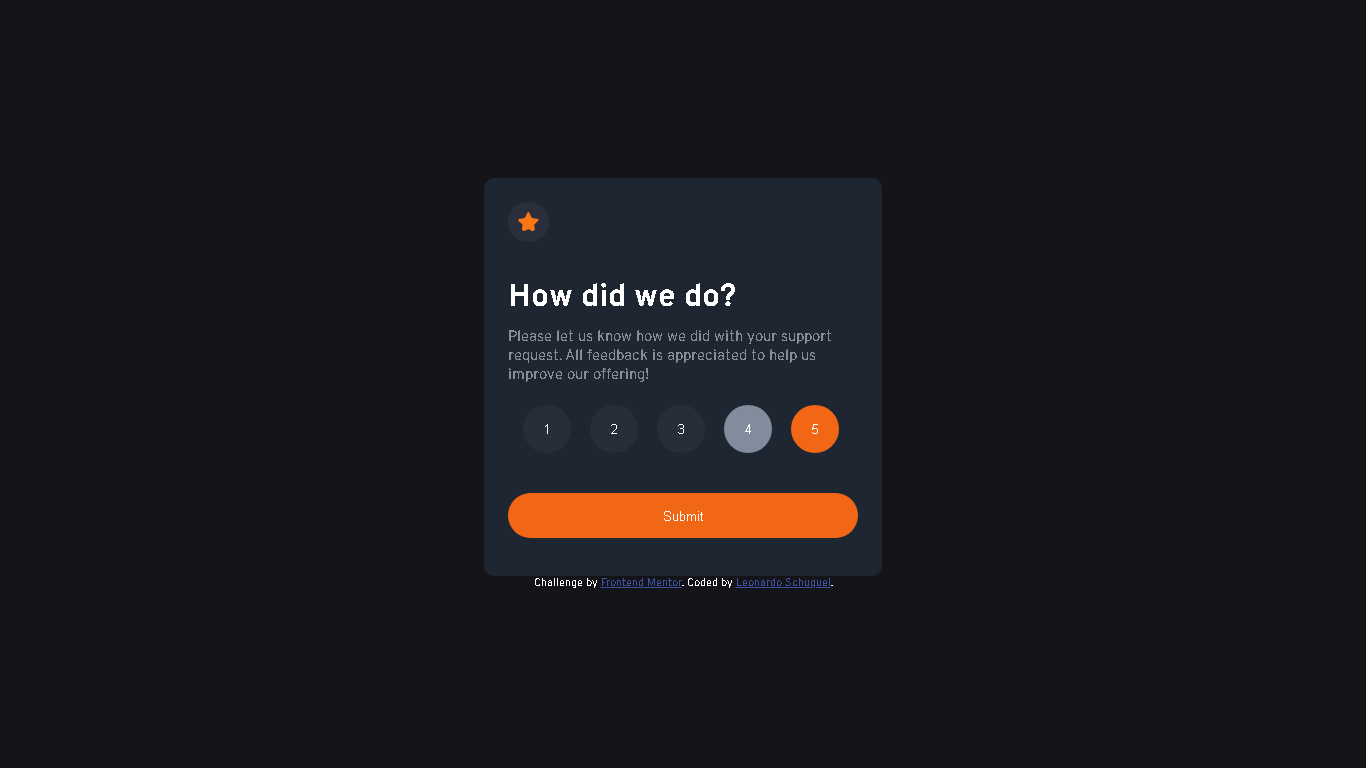 How did we do?
Please let us know how we did with your support
request. All feedback is appreciated to help us
improve our offering!
1 2 3 4 5
Submit
Challenge by Frontend Mentor. Coded by Leonardo Schuquel.